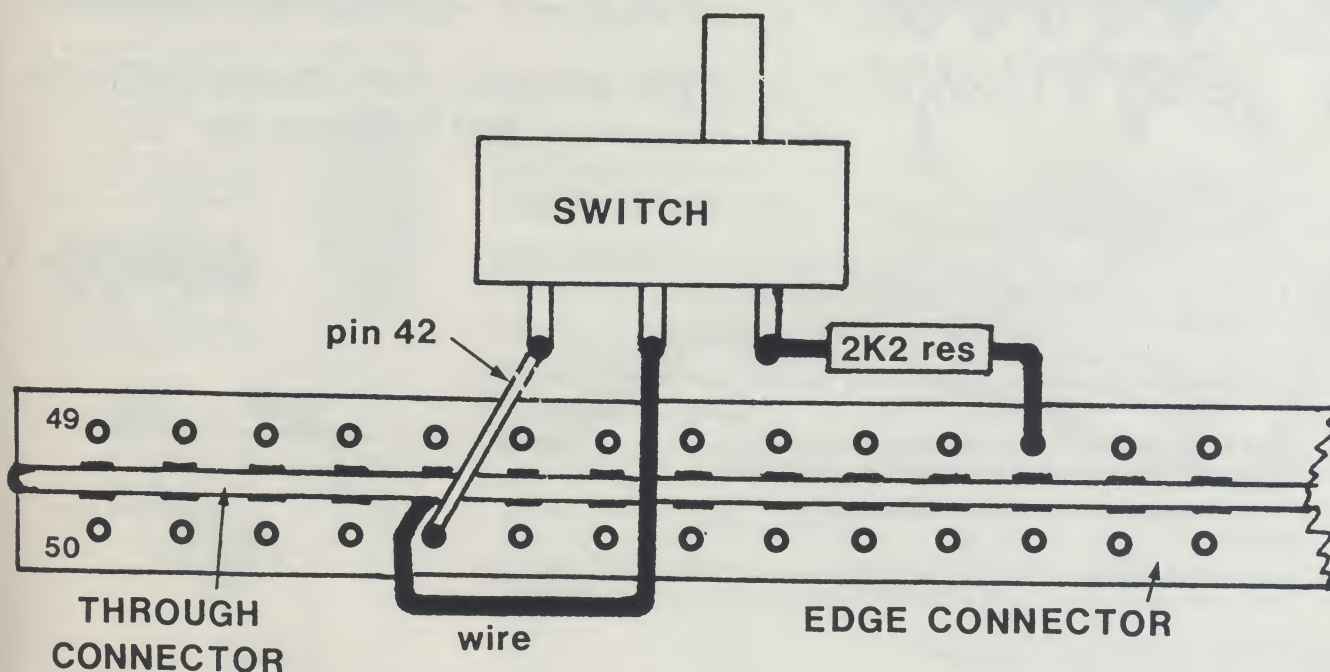 SWITCH
pin 42
2K2 res
49
50
THROUGH
CONNECTOR
wire
EDGE CONNECTOR